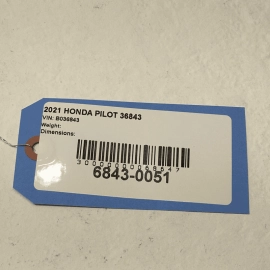 2021 HONDA PILOT 36843
VIN: B036843
Weight:
Dimensions:
6843-0051